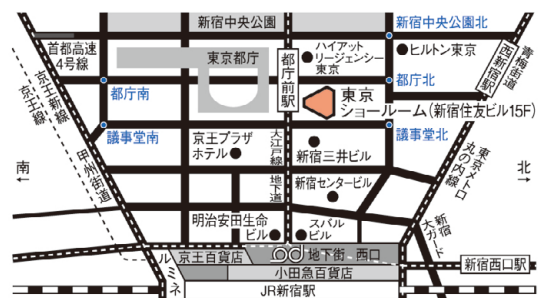 新宿中央公園
新宿中央公園北
首都高速
4号線
東京都庁
都庁前駅
ハイアット
リージェンシー
東京
ヒルトン東京
青梅街道
西新宿駅
京王新線
京王線
都庁南
都庁北
東京
ショールーム(新宿住友ビル15F)
議事堂南
議事堂北
京王プラザ
ホテル
大江戸線
地下道
新宿三井ビル
東京メトロ
丸の内線
南
北
甲州街道
新宿センタービル
明治安田生命
ビル
スバル
ビル
新宿
大ガード
ルミネ
京王百貨店
地下街
西口
小田魚百貨店
新宿西口駅
JR新宿駅